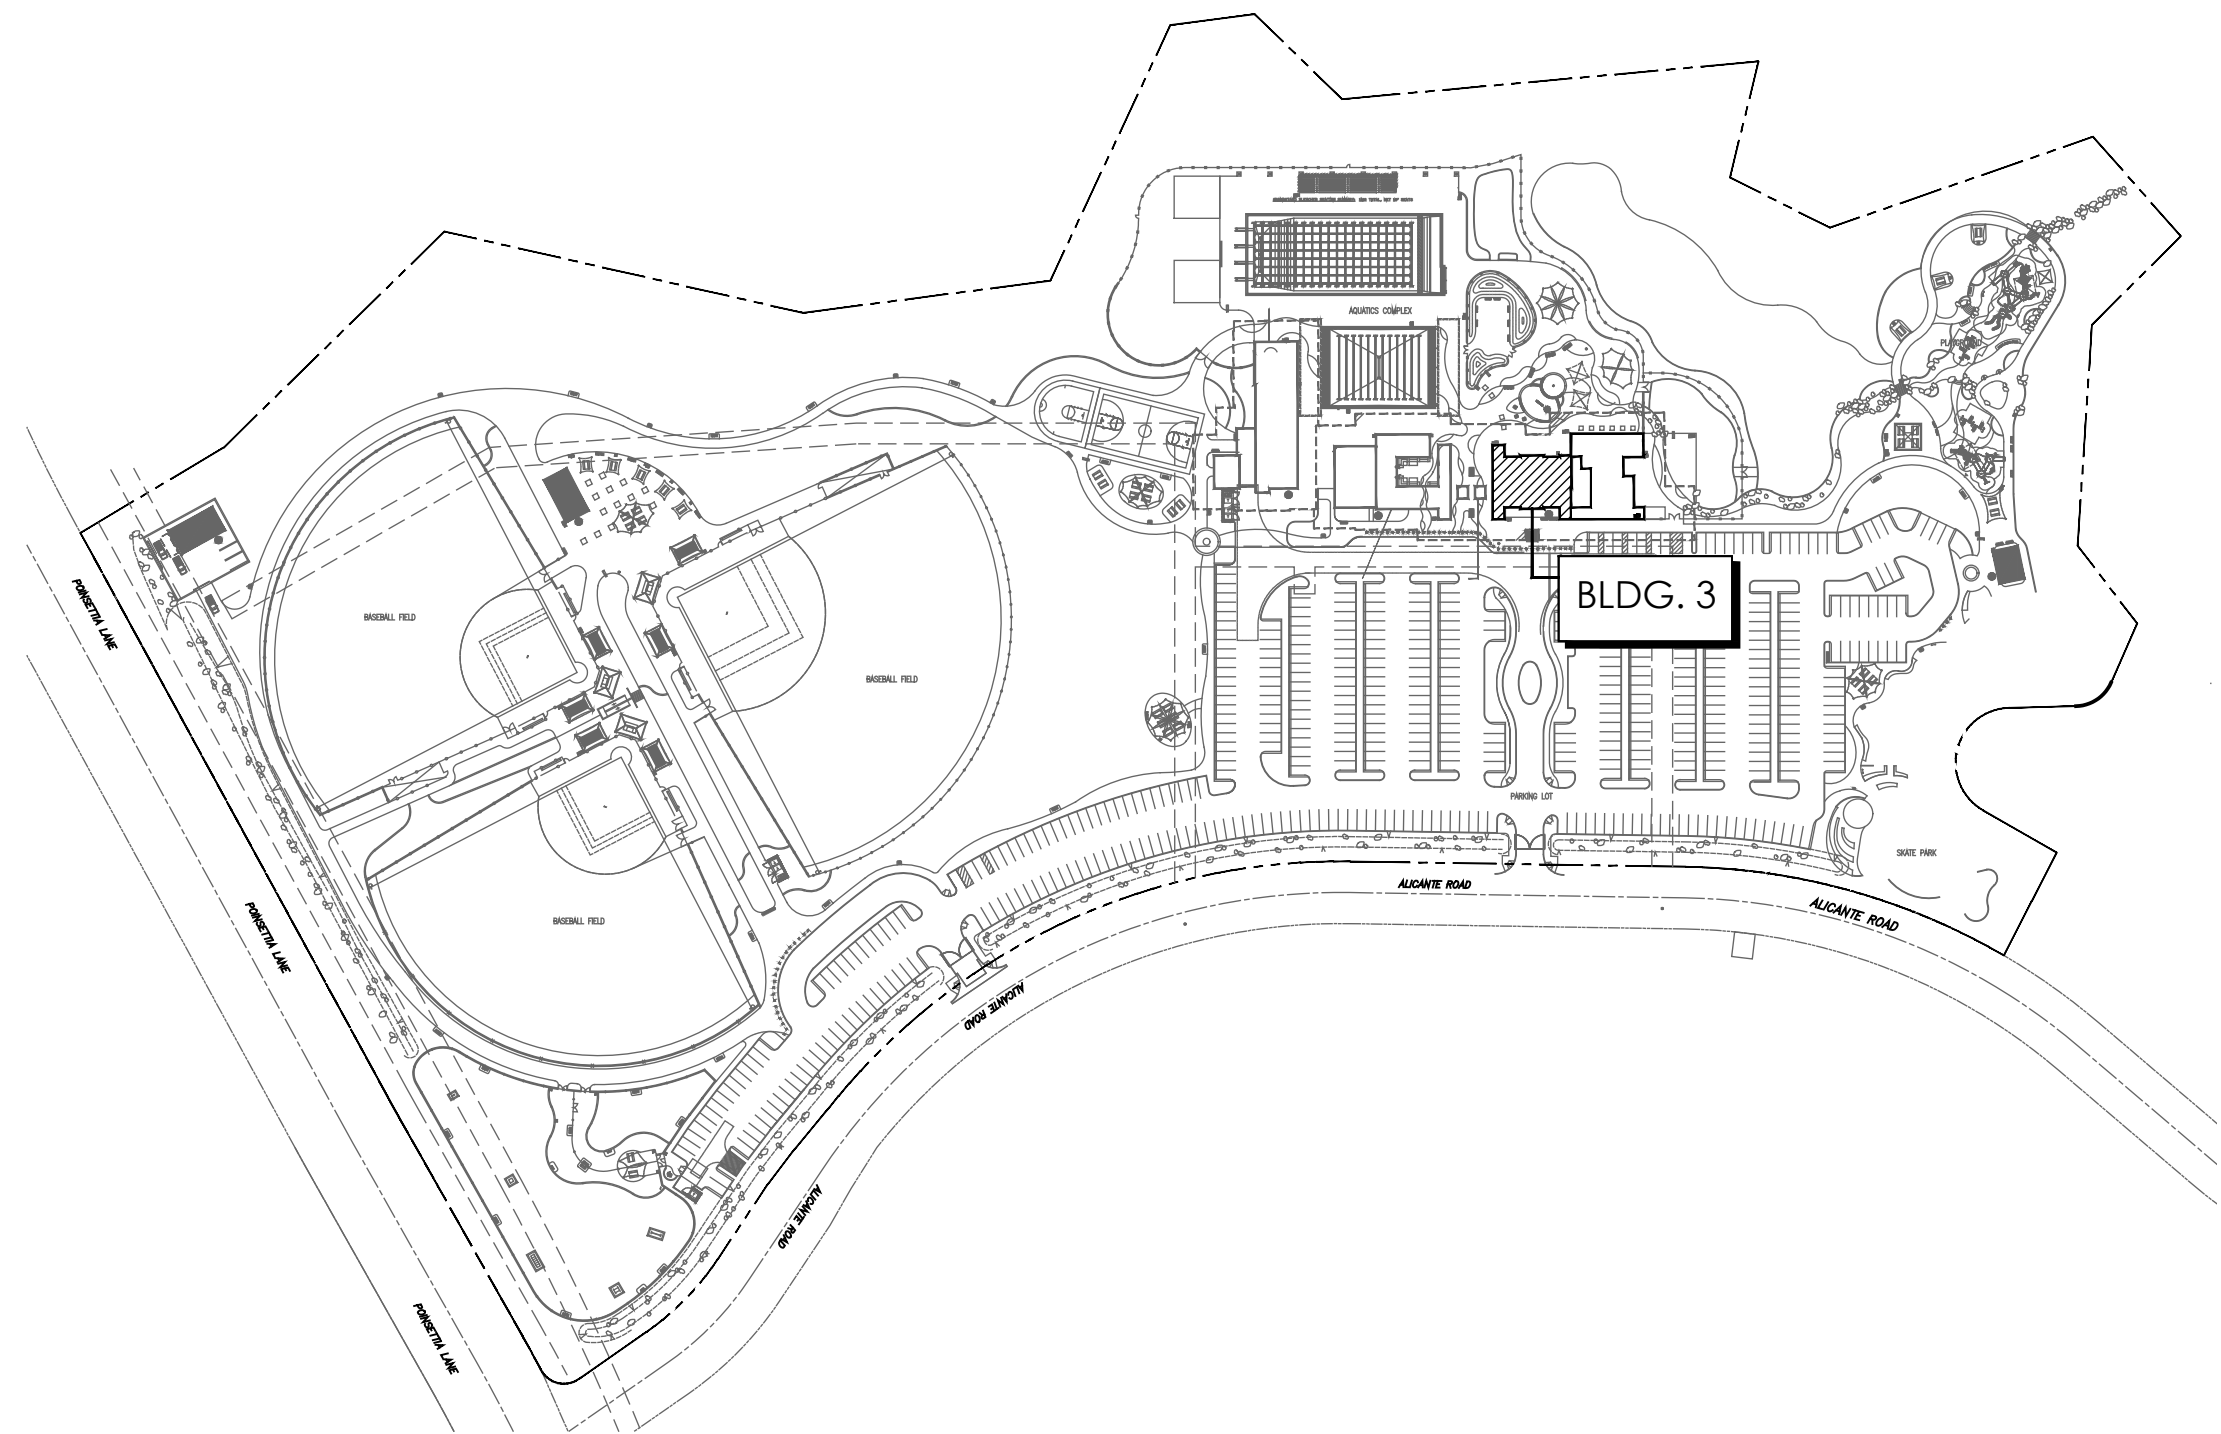 AQUATICS COMPLEX
PLAYGROUND
BLDG. 3
BASEBALL FIELD
POINSETTIA LANE
BASEBALL FIELD
PARKING LOT
SKATE PARK
ALICANTE ROAD
ALICANTE ROAD
BASEBALL FIELD
POINSETTIA LANE
ALICANTE ROAD
ALICANTE ROAD
POINSETTIA LANE